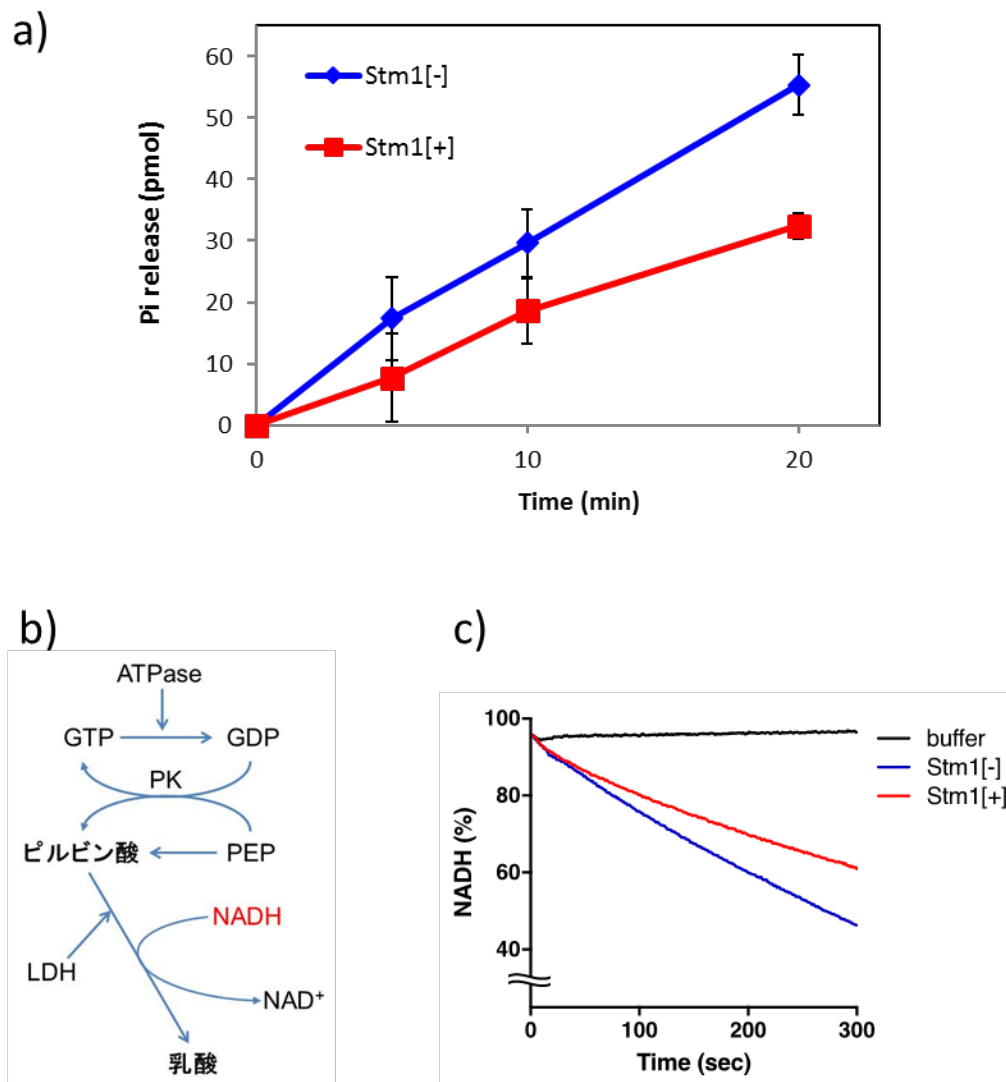 a)
Pi release (pmol)
60
50
40
30
20
10
0
Stm1[-]
Stm1[+]
0
10
20
Time (min)
b)
ATPase
GTP
GDP
PK
ピルビン酸
PEP
NADH
LDH
NAD+
乳酸
c)
NADH (%)
100
80
60
40
buffer
Stm1[-]
Stm1[+]
0
100
200
300
Time (sec)